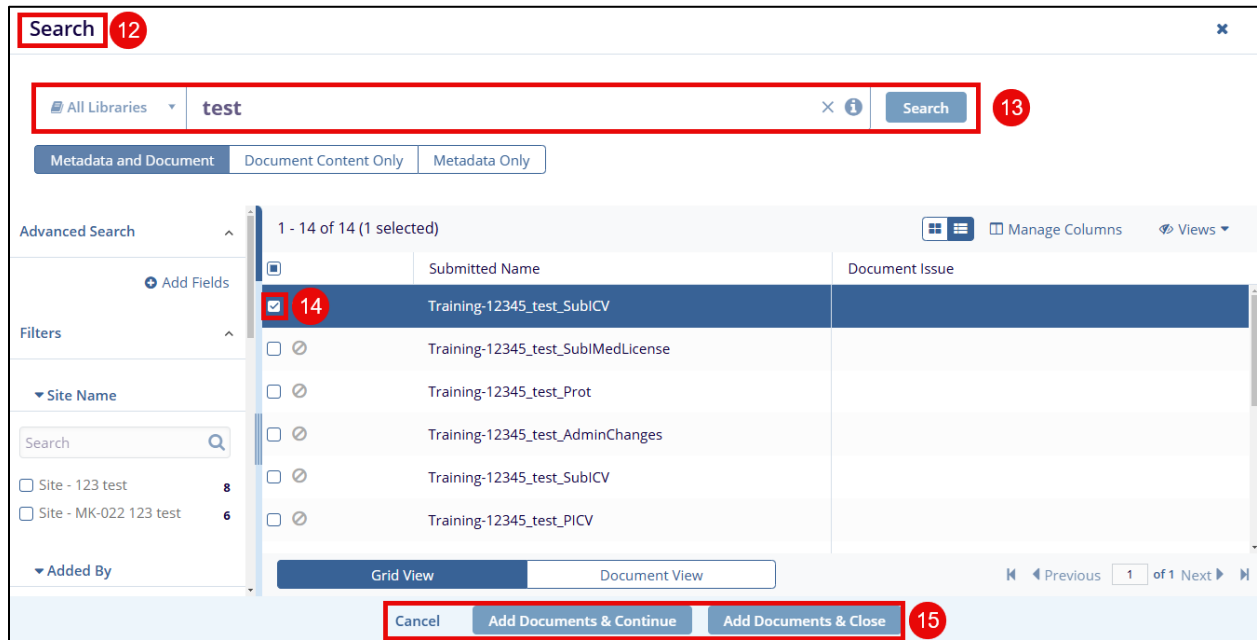 Search 12
All Libraries test Search 13
Metadata and Document Document Content Only Metadata Only
Advanced Search
Add Fields
Filters
Site Name
Search
Site - 123 test 8
Site - MK-022 123 test 6
Added By
1 - 14 of 14 (1 selected) Manage Columns Views
Submitted Name Document Issue
14 Training-12345_test_SubICV
Training-12345_test_SubIMedLicense
Training-12345_test_Prot
Training-12345_test_AdminChanges
Training-12345_test_SubICV
Training-12345_test_PICV
Grid View Document View Previous 1 of 1 Next
Cancel Add Documents & Continue Add Documents & Close 15